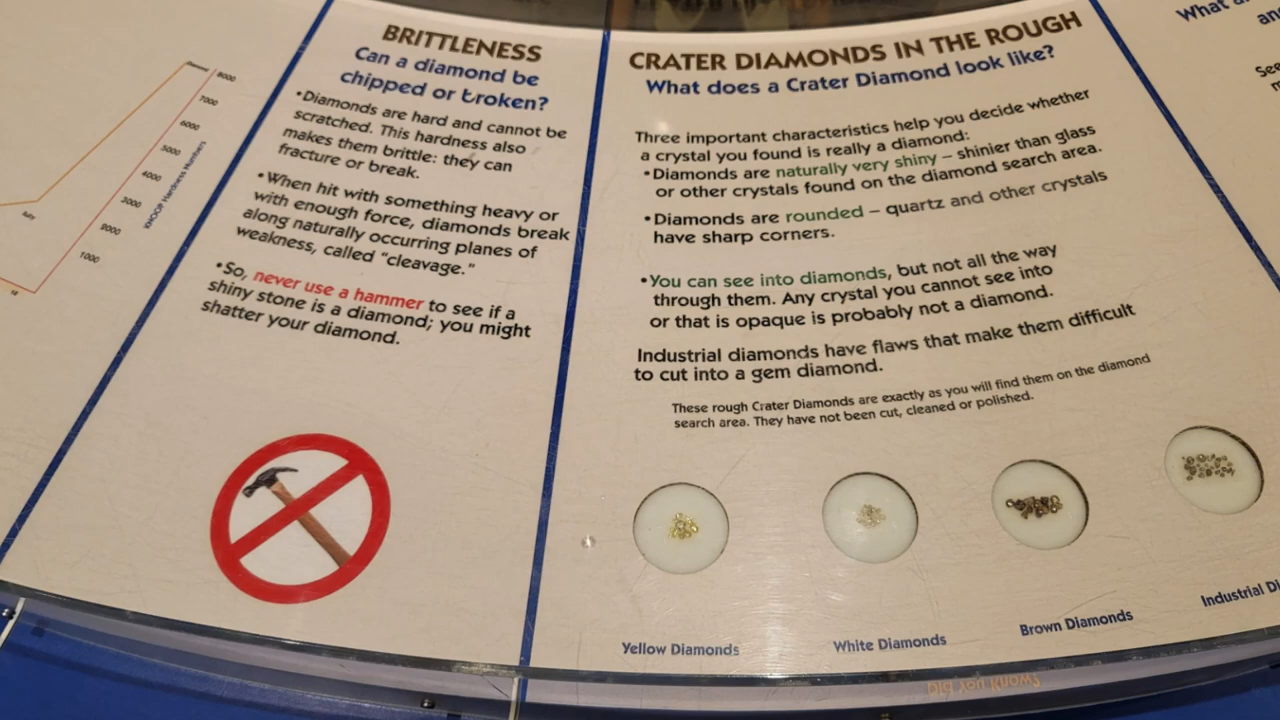 Diamond
8000
7000
6000
5000
4000
3000
2000
1000
KNOOP Hardness Numbers
10
BRITTLENESS
Can a diamond be
chipped or broken?
•Diamonds are hard and cannot be
scratched. This hardness also
makes them brittle: they can
fracture or break.
•When hit with something heavy or
with enough force, diamonds break
along naturally occurring planes of
weakness, called "cleavage."
•So, never use a hammer to see if a
shiny stone is a diamond; you might
shatter your diamond.
CRATER DIAMONDS IN THE ROUGH
What does a Crater Diamond look like?
Three important characteristics help you decide whether
a crystal you found is really a diamond:
•Diamonds are naturally very shiny – shinier than glass
or other crystals found on the diamond search area.
•Diamonds are rounded – quartz and other crystals
have sharp corners.
•You can see into diamonds, but not all the way
through them. Any crystal you cannot see into
or that is opaque is probably not a diamond.
Industrial diamonds have flaws that make them difficult
to cut into a gem diamond.
These rough Crater Diamonds are exactly as you will find them on the diamond
search area. They have not been cut, cleaned or polished.
Yellow Diamonds
White Diamonds
Brown Diamonds
Industrial Di
What a
an
See
m
Did You Know?